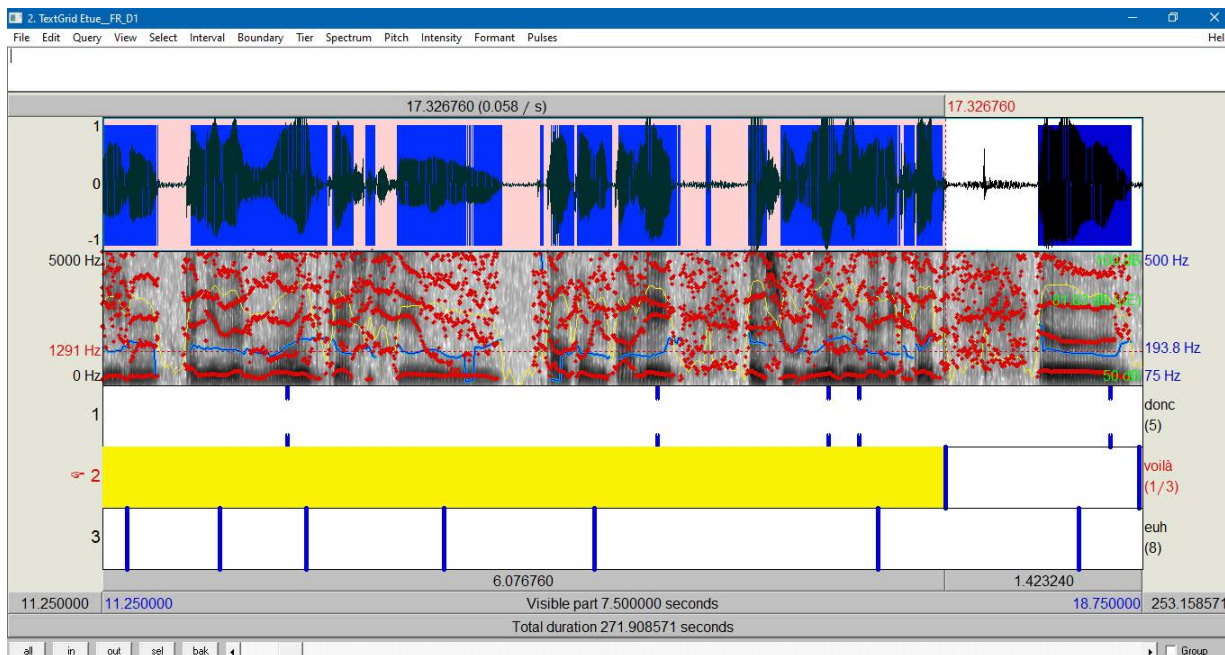 2. TextGrid Etue__FR_D1
File Edit Query View Select Interval Boundary Tier Spectrum Pitch Intensity Formant Pulses Hel
17.326760 (0.058 / s) 17.326760
1
0
-1
5000 Hz 500 Hz
1291 Hz 193.8 Hz
0 Hz 50 dB 75 Hz
1 donc
(5)
2 voilà
(1/3)
3 euh
(8)
6.076760 1.423240
11.250000 11.250000 Visible part 7.500000 seconds 18.750000 253.158571
Total duration 271.908571 seconds
all in out sel bak Group